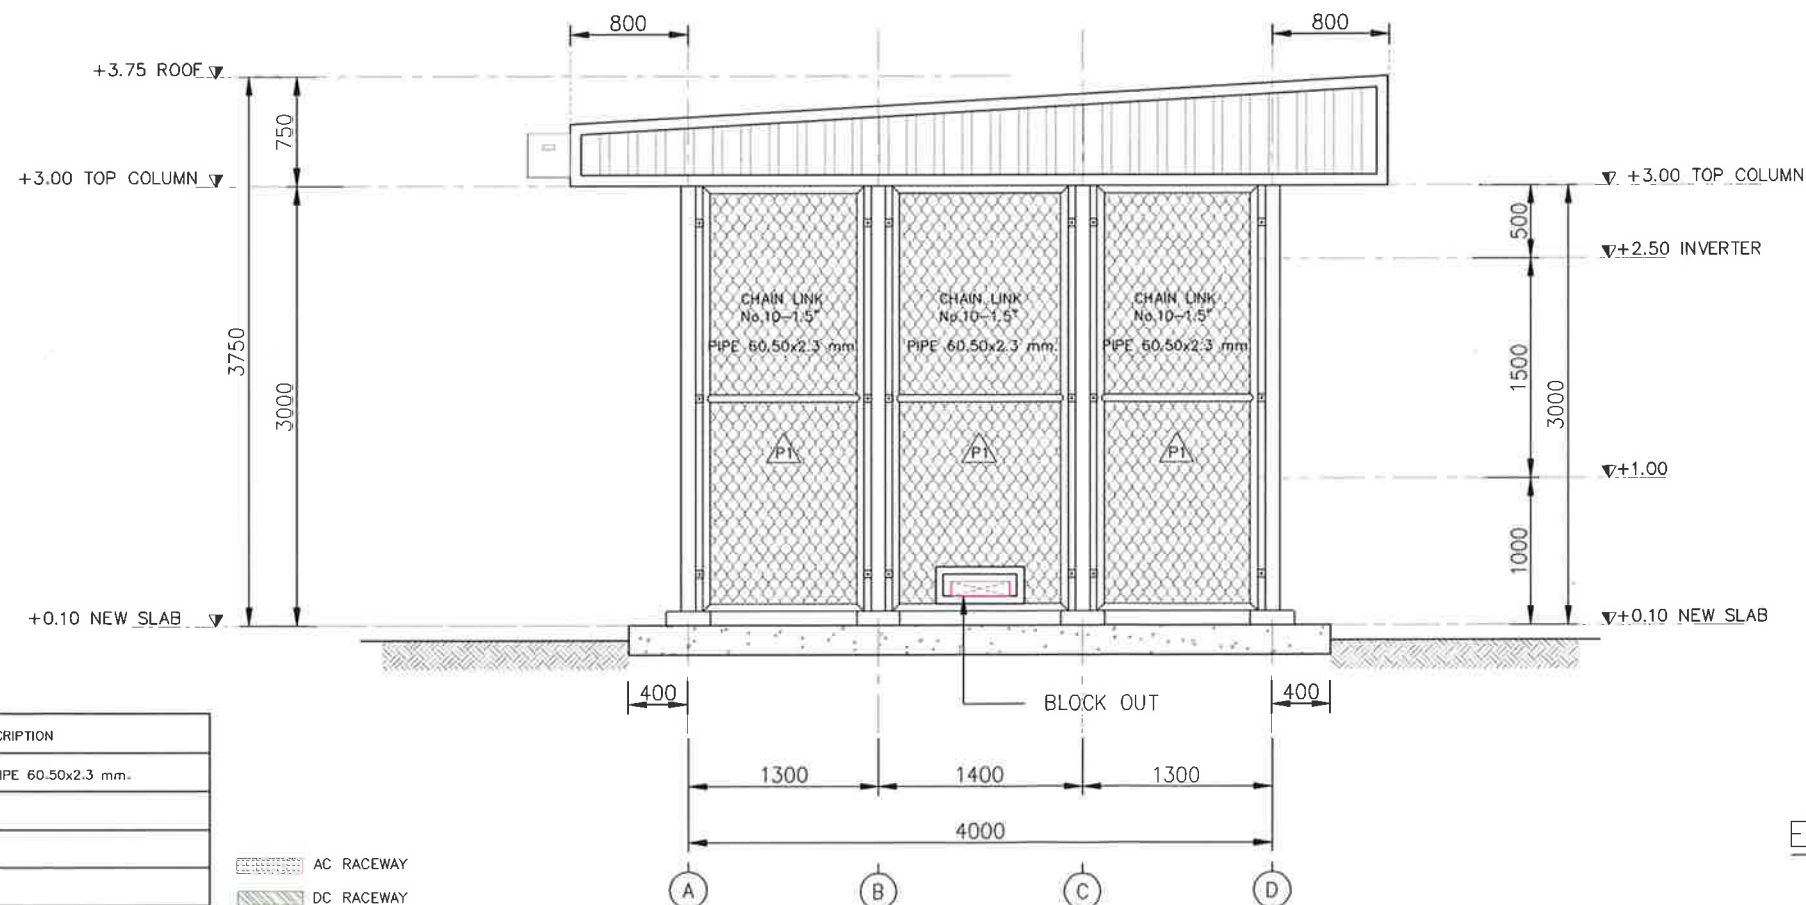 800
800
+3.75 ROOF
750
+3.00 TOP COLUMN
+3.00 TOP COLUMN
500
+2.50 INVERTER
CHAIN LINK
No.10-1.5"
PIPE 60.50x2.3 mm.
CHAIN LINK
No.10-1.5"
PIPE 60.50x2.3 mm.
CHAIN LINK
No.10-1.5"
PIPE 60.50x2.3 mm.
3750
3000
1500
3000
P1
P1
P1
+1.00
1000
+0.10 NEW SLAB
+0.10 NEW SLAB
400
BLOCK OUT
400
CRIPTION
IPE 60.50x2.3 mm.
1300
1400
1300
4000
AC RACEWAY
DC RACEWAY
A
B
C
D
E